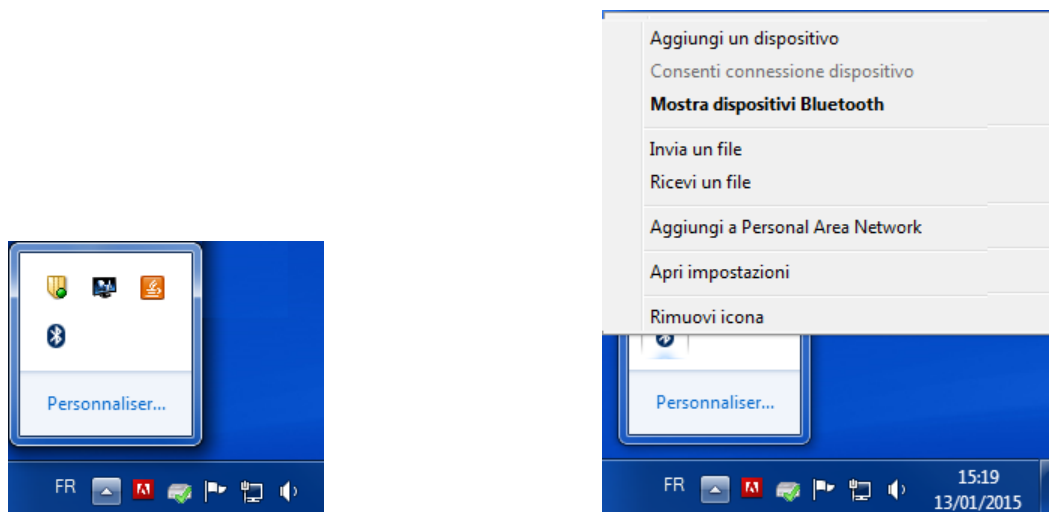 Personnaliser...
FR
Aggiungi un dispositivo
Consenti connessione dispositivo
Mostra dispositivi Bluetooth
Invia un file
Ricevi un file
Aggiungi a Personal Area Network
Apri impostazioni
Rimuovi icona
Personnaliser...
FR
15:19
13/01/2015